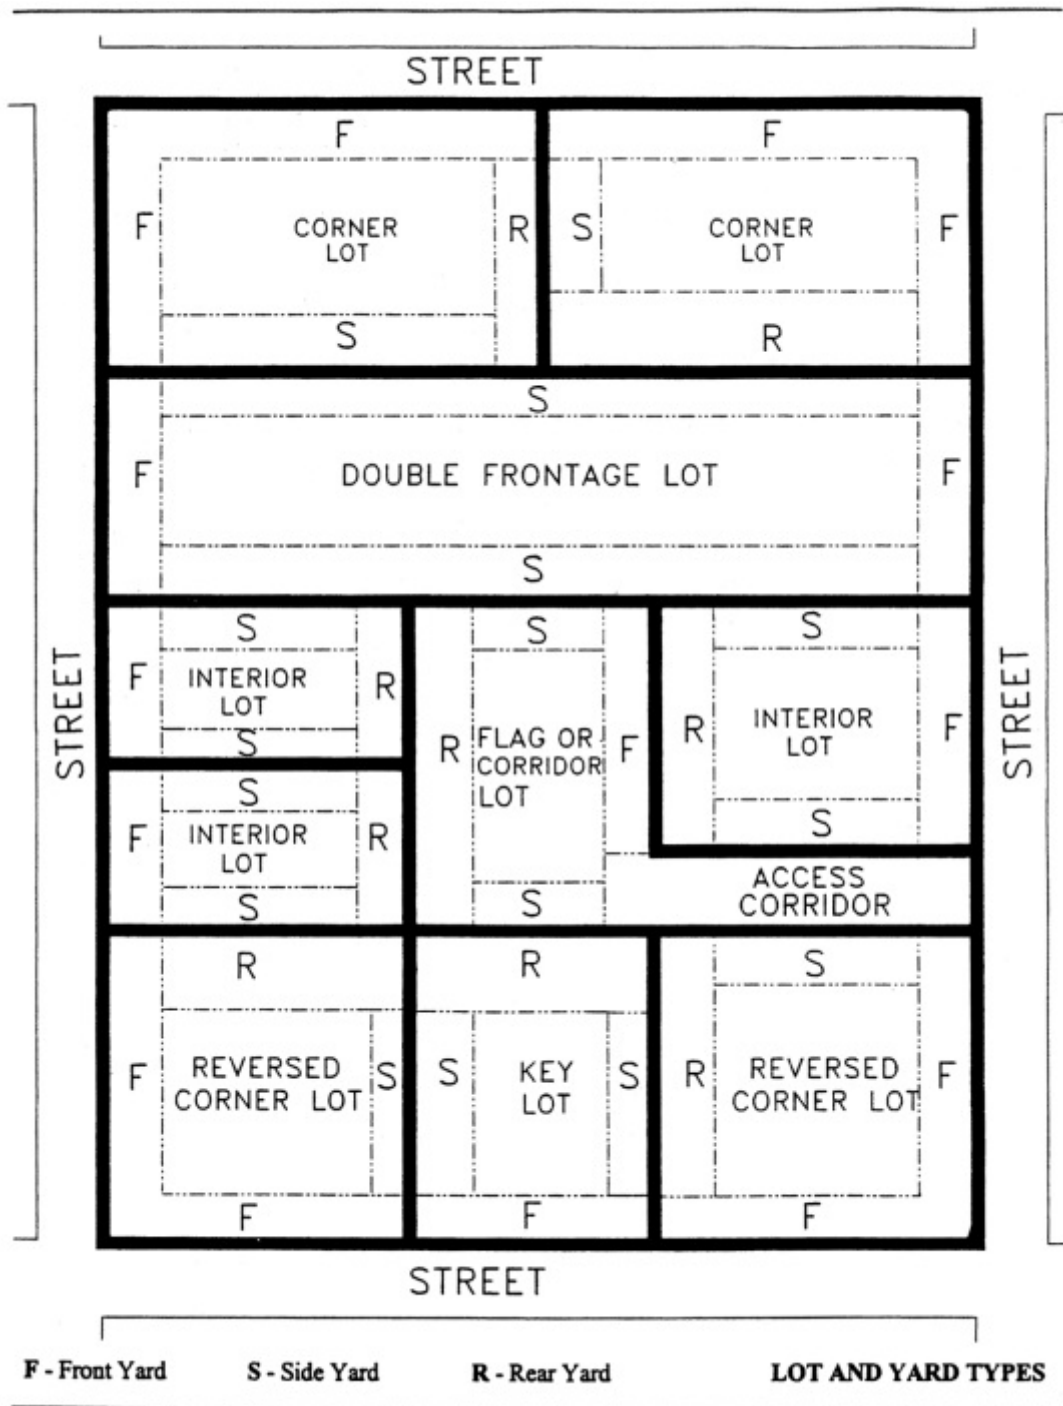 STREET
F F
F CORNER LOT R S CORNER LOT F
S R
S
F DOUBLE FRONTAGE LOT F
S
STREET
STREET
S S S
F INTERIOR LOT R
S
R FLAG OR CORRIDOR LOT F
R INTERIOR LOT F
S
F INTERIOR LOT R
S S S
ACCESS CORRIDOR
R R S
F REVERSED CORNER LOT S
S KEY LOT S
R REVERSED CORNER LOT F
F F F
STREET
F - Front Yard S - Side Yard R - Rear Yard LOT AND YARD TYPES